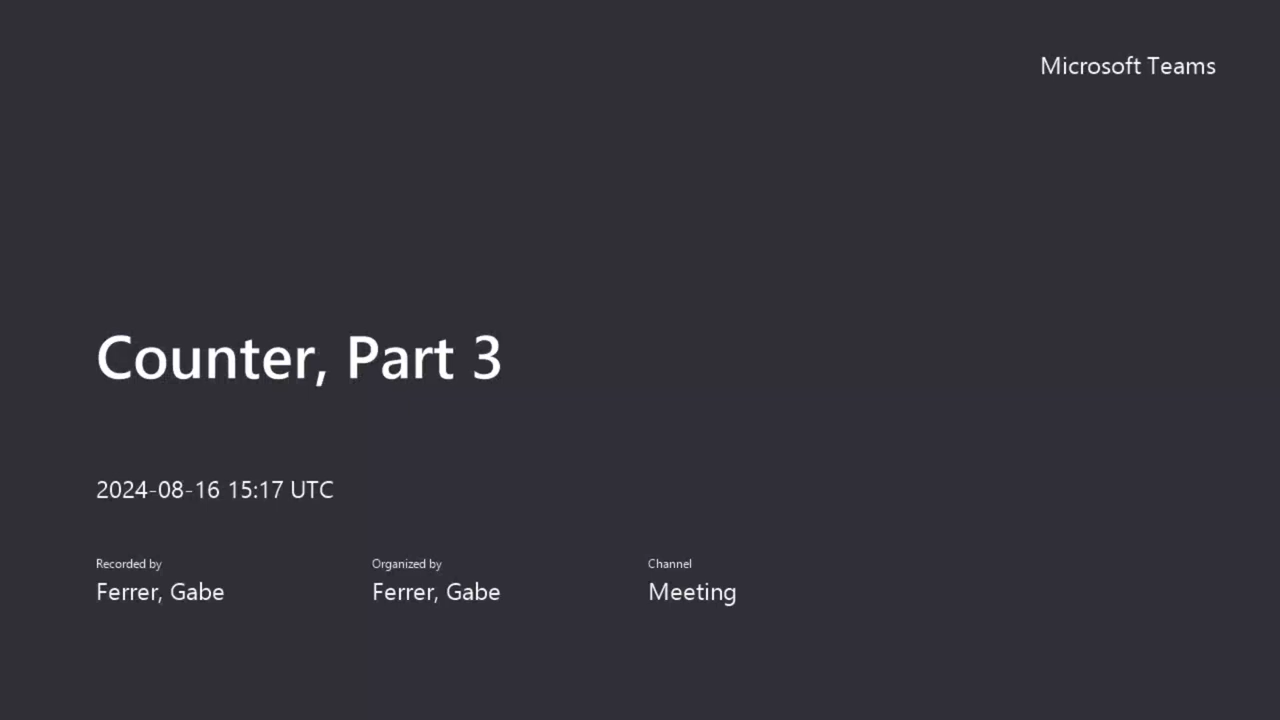 Microsoft Teams
Counter, Part 3
2024-08-16 15:17 UTC
Recorded by
Ferrer, Gabe
Organized by
Ferrer, Gabe
Channel
Meeting